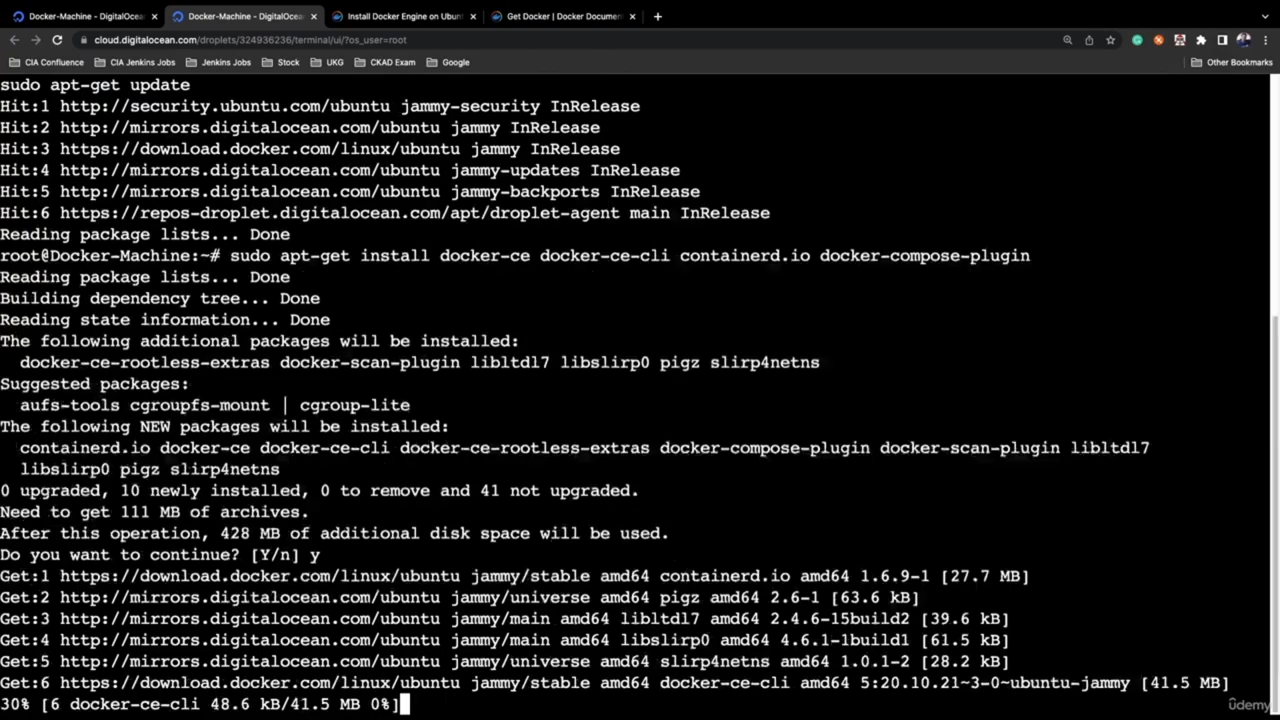 Docker-Machine - DigitalOcean
Docker-Machine - DigitalOcean
Install Docker Engine on Ubunt
Get Docker | Docker Document
cloud.digitalocean.com/droplets/324936236/terminal/ui/?os_user=root
CIA Confluence CIA Jenkins Jobs Jenkins Jobs Stock UKG CKAD Exam Google Other Bookmarks
sudo apt-get update
Hit:1 http://security.ubuntu.com/ubuntu jammy-security InRelease
Hit:2 http://mirrors.digitalocean.com/ubuntu jammy InRelease
Hit:3 https://download.docker.com/linux/ubuntu jammy InRelease
Hit:4 http://mirrors.digitalocean.com/ubuntu jammy-updates InRelease
Hit:5 http://mirrors.digitalocean.com/ubuntu jammy-backports InRelease
Hit:6 https://repos-droplet.digitalocean.com/apt/droplet-agent main InRelease
Reading package lists... Done
root@Docker-Machine:~# sudo apt-get install docker-ce docker-ce-cli containerd.io docker-compose-plugin
Reading package lists... Done
Building dependency tree... Done
Reading state information... Done
The following additional packages will be installed:
docker-ce-rootless-extras docker-scan-plugin libltdl7 libslirp0 pigz slirp4netns
Suggested packages:
aufs-tools cgroupfs-mount | cgroup-lite
The following NEW packages will be installed:
containerd.io docker-ce docker-ce-cli docker-ce-rootless-extras docker-compose-plugin docker-scan-plugin libltdl7
libslirp0 pigz slirp4netns
0 upgraded, 10 newly installed, 0 to remove and 41 not upgraded.
Need to get 111 MB of archives.
After this operation, 428 MB of additional disk space will be used.
Do you want to continue? [Y/n] y
Get:1 https://download.docker.com/linux/ubuntu jammy/stable amd64 containerd.io amd64 1.6.9-1 [27.7 MB]
Get:2 http://mirrors.digitalocean.com/ubuntu jammy/universe amd64 pigz amd64 2.6-1 [63.6 kB]
Get:3 http://mirrors.digitalocean.com/ubuntu jammy/main amd64 libltdl7 amd64 2.4.6-15build2 [39.6 kB]
Get:4 http://mirrors.digitalocean.com/ubuntu jammy/main amd64 libslirp0 amd64 4.6.1-1build1 [61.5 kB]
Get:5 http://mirrors.digitalocean.com/ubuntu jammy/universe amd64 slirp4netns amd64 1.0.1-2 [28.2 kB]
Get:6 https://download.docker.com/linux/ubuntu jammy/stable amd64 docker-ce-cli amd64 5:20.10.21~3-0~ubuntu-jammy [41.5 MB]
30% [6 docker-ce-cli 48.6 kB/41.5 MB 0%]
ûdemy